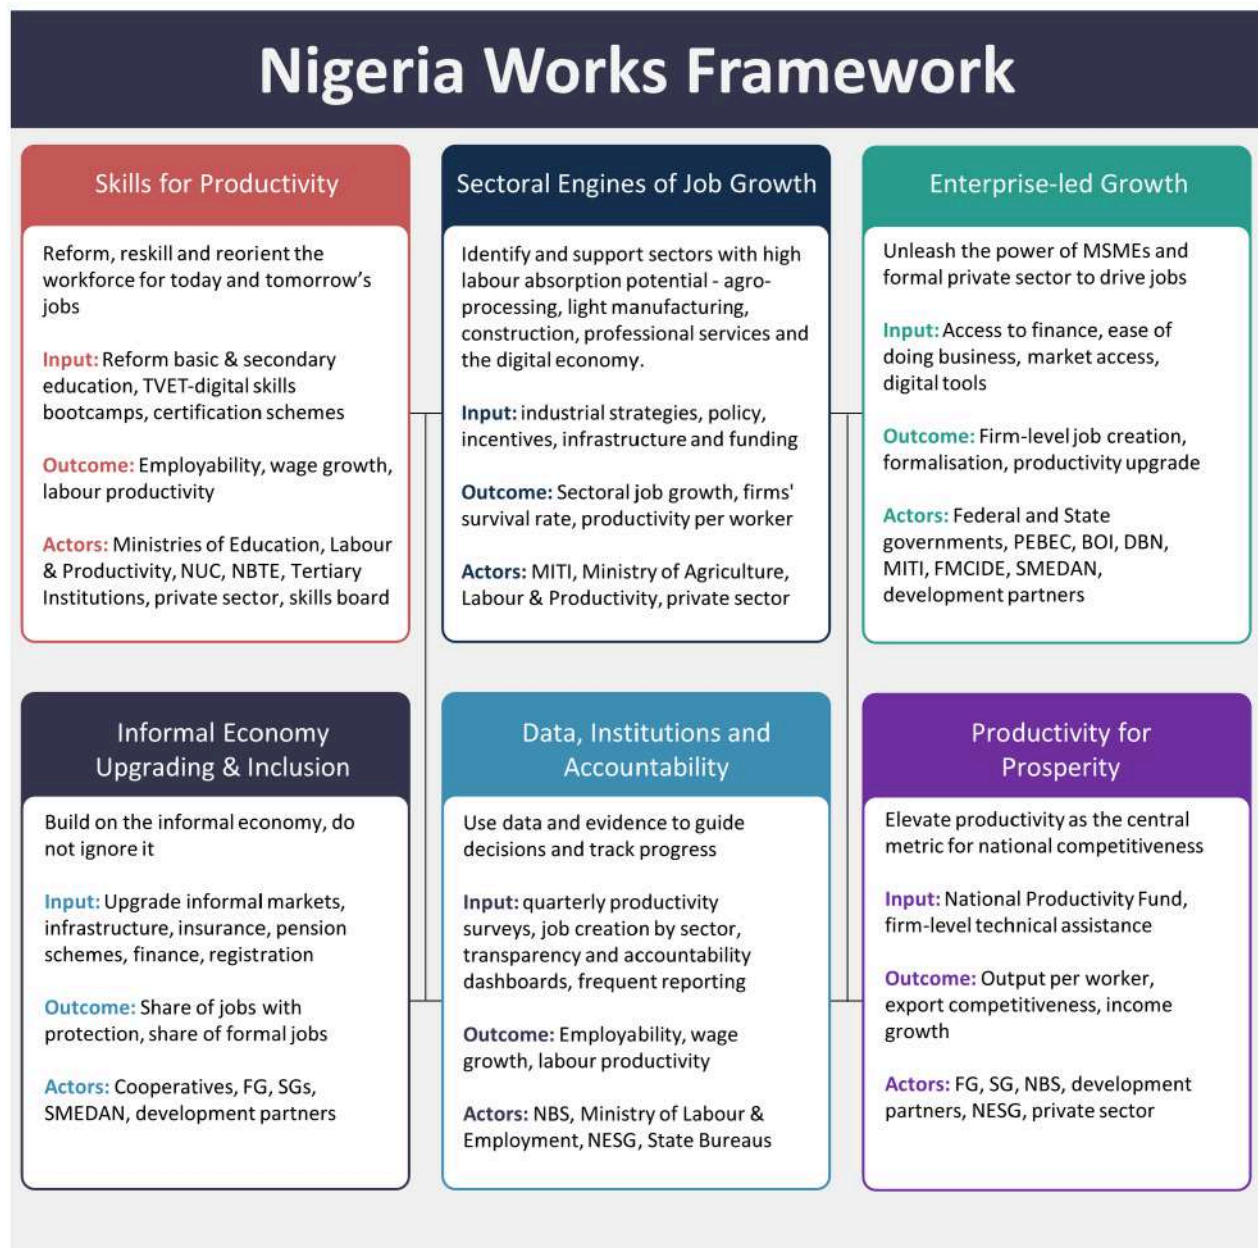 Nigeria Works Framework
Skills for Productivity
Reform, reskill and reorient the
workforce for today and tomorrow's
jobs
Input: Reform basic & secondary
education, TVET-digital skills
bootcamps, certification schemes
Outcome: Employability, wage growth,
labour productivity
Actors: Ministries of Education, Labour
& Productivity, NUC, NBTE, Tertiary
Institutions, private sector, skills board
Sectoral Engines of Job Growth
Identify and support sectors with high
labour absorption potential - agro-
processing, light manufacturing,
construction, professional services and
the digital economy.
Input: industrial strategies, policy,
incentives, infrastructure and funding
Outcome: Sectoral job growth, firms'
survival rate, productivity per worker
Actors: MITI, Ministry of Agriculture,
Labour & Productivity, private sector
Enterprise-led Growth
Unleash the power of MSMEs and
formal private sector to drive jobs
Input: Access to finance, ease of
doing business, market access,
digital tools
Outcome: Firm-level job creation,
formalisation, productivity upgrade
Actors: Federal and State
governments, PEBEC, BOI, DBN,
MITI, FMCIDE, SMEDAN,
development partners
Informal Economy
Upgrading & Inclusion
Build on the informal economy, do
not ignore it
Input: Upgrade informal markets,
infrastructure, insurance, pension
schemes, finance, registration
Outcome: Share of jobs with
protection, share of formal jobs
Actors: Cooperatives, FG, SGs,
SMEDAN, development partners
Data, Institutions and
Accountability
Use data and evidence to guide
decisions and track progress
Input: quarterly productivity
surveys, job creation by sector,
transparency and accountability
dashboards, frequent reporting
Outcome: Employability, wage
growth, labour productivity
Actors: NBS, Ministry of Labour &
Employment, NESG, State Bureaus
Productivity for
Prosperity
Elevate productivity as the central
metric for national competitiveness
Input: National Productivity Fund,
firm-level technical assistance
Outcome: Output per worker,
export competitiveness, income
growth
Actors: FG, SG, NBS, development
partners, NESG, private sector